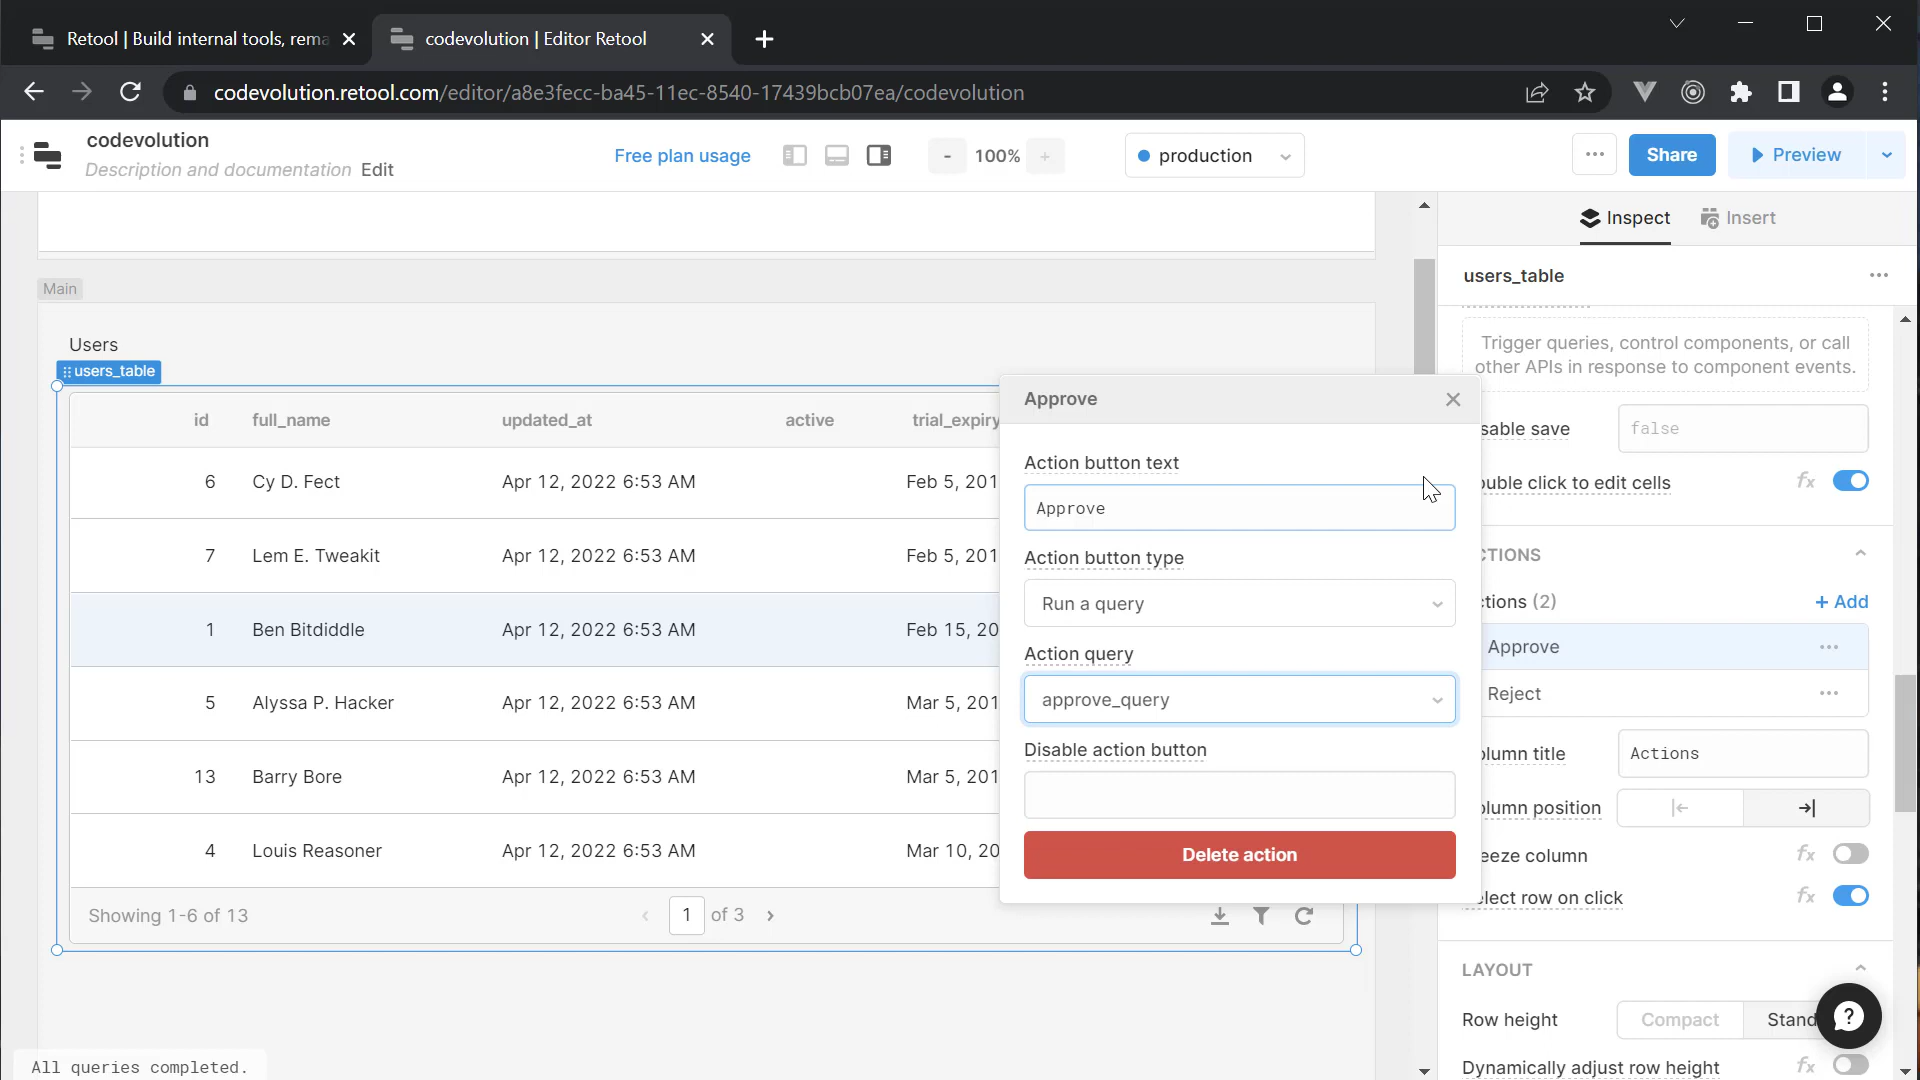 Retool | Build internal tools, rema
codevolution | Editor Retool
codevolution.retool.com/editor/a8e3fecc-ba45-11ec-8540-17439bcb07ea/codevolution
codevolution
Description and documentation Edit
Free plan usage
- 100% +
production
Share
Preview
Inspect
Insert
Main
users_table
Trigger queries, control components, or call
other APIs in response to component events.
Users
users_table
id full_name updated_at active trial_expiry
6 Cy D. Fect Apr 12, 2022 6:53 AM Feb 5, 201
7 Lem E. Tweakit Apr 12, 2022 6:53 AM Feb 5, 201
1 Ben Bitdiddle Apr 12, 2022 6:53 AM Feb 15, 20
5 Alyssa P. Hacker Apr 12, 2022 6:53 AM Mar 5, 201
13 Barry Bore Apr 12, 2022 6:53 AM Mar 5, 201
4 Louis Reasoner Apr 12, 2022 6:53 AM Mar 10, 20
Showing 1-6 of 13
1 of 3
Approve
Action button text
Approve
Action button type
Run a query
Action query
approve_query
Disable action button
Delete action
sable save
false
uble click to edit cells
fx
CTIONS
tions (2)
+ Add
Approve
Reject
lumn title
Actions
lumn position
eeze column
fx
lect row on click
fx
LAYOUT
Row height
Compact
Stand
?
Dynamically adjust row height
fx
All queries completed.